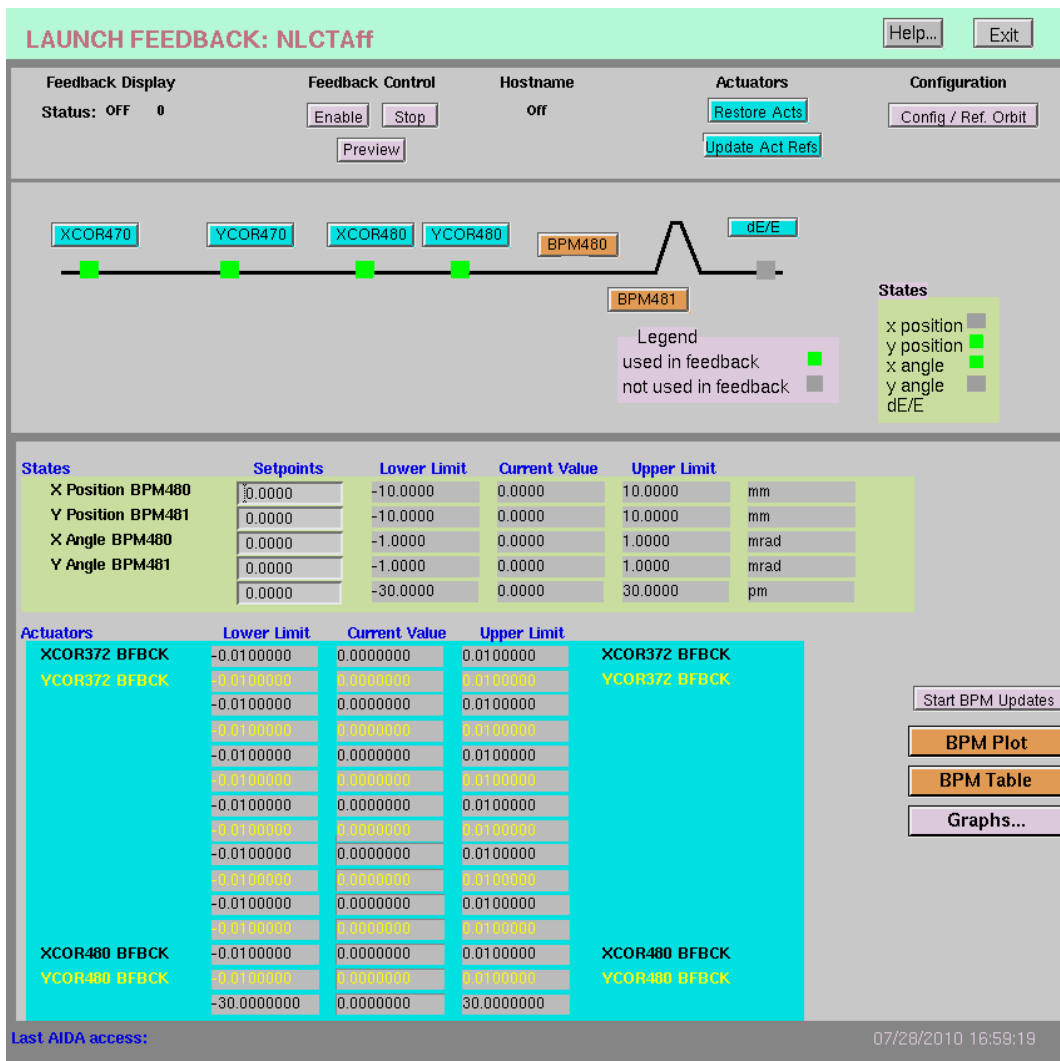 LAUNCH FEEDBACK: NLCTAff
Help...
Exit
Feedback Display
Feedback Control
Hostname
Actuators
Configuration
Status: OFF 0
Enable
Stop
Off
Restore Acts
Config / Ref. Orbit
Preview
Update Act Refs
XCOR470
YCOR470
XCOR480
YCOR480
BPM480
dE/E
BPM481
Legend
used in feedback
not used in feedback
States
x position
y position
x angle
y angle
dE/E
States Setpoints Lower Limit Current Value Upper Limit
X Position BPM480 0.0000 -10.0000 0.0000 10.0000 mm
Y Position BPM481 0.0000 -10.0000 0.0000 10.0000 mm
X Angle BPM480 0.0000 -1.0000 0.0000 1.0000 mrad
Y Angle BPM481 0.0000 -1.0000 0.0000 1.0000 mrad
0.0000 -30.0000 0.0000 30.0000 pm
Actuators Lower Limit Current Value Upper Limit
XCOR372 BFBCK -0.0100000 0.0000000 0.0100000 XCOR372 BFBCK
YCOR372 BFBCK -0.0100000 0.0000000 0.0100000 YCOR372 BFBCK
-0.0100000 0.0000000 0.0100000
-0.0100000 0.0000000 0.0100000
-0.0100000 0.0000000 0.0100000
-0.0100000 0.0000000 0.0100000
-0.0100000 0.0000000 0.0100000
-0.0100000 0.0000000 0.0100000
-0.0100000 0.0000000 0.0100000
-0.0100000 0.0000000 0.0100000
-0.0100000 0.0000000 0.0100000
-0.0100000 0.0000000 0.0100000
XCOR480 BFBCK -0.0100000 0.0000000 0.0100000 XCOR480 BFBCK
YCOR480 BFBCK -0.0100000 0.0000000 0.0100000 YCOR480 BFBCK
-30.0000000 0.0000000 30.0000000
Start BPM Updates
BPM Plot
BPM Table
Graphs...
Last AIDA access:
07/28/2010 16:59:19